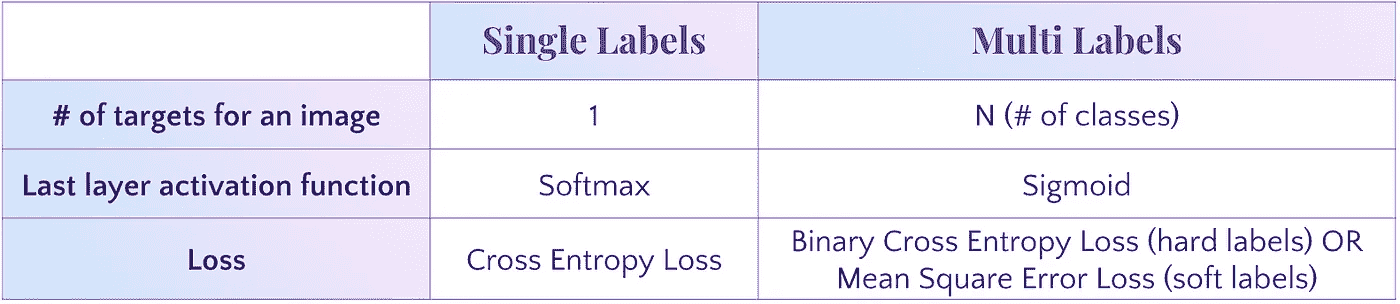 Single Labels Multi Labels
# of targets for an image 1 N (# of classes)
Last layer activation function Softmax Sigmoid
Loss Cross Entropy Loss Binary Cross Entropy Loss (hard labels) OR
Mean Square Error Loss (soft labels)